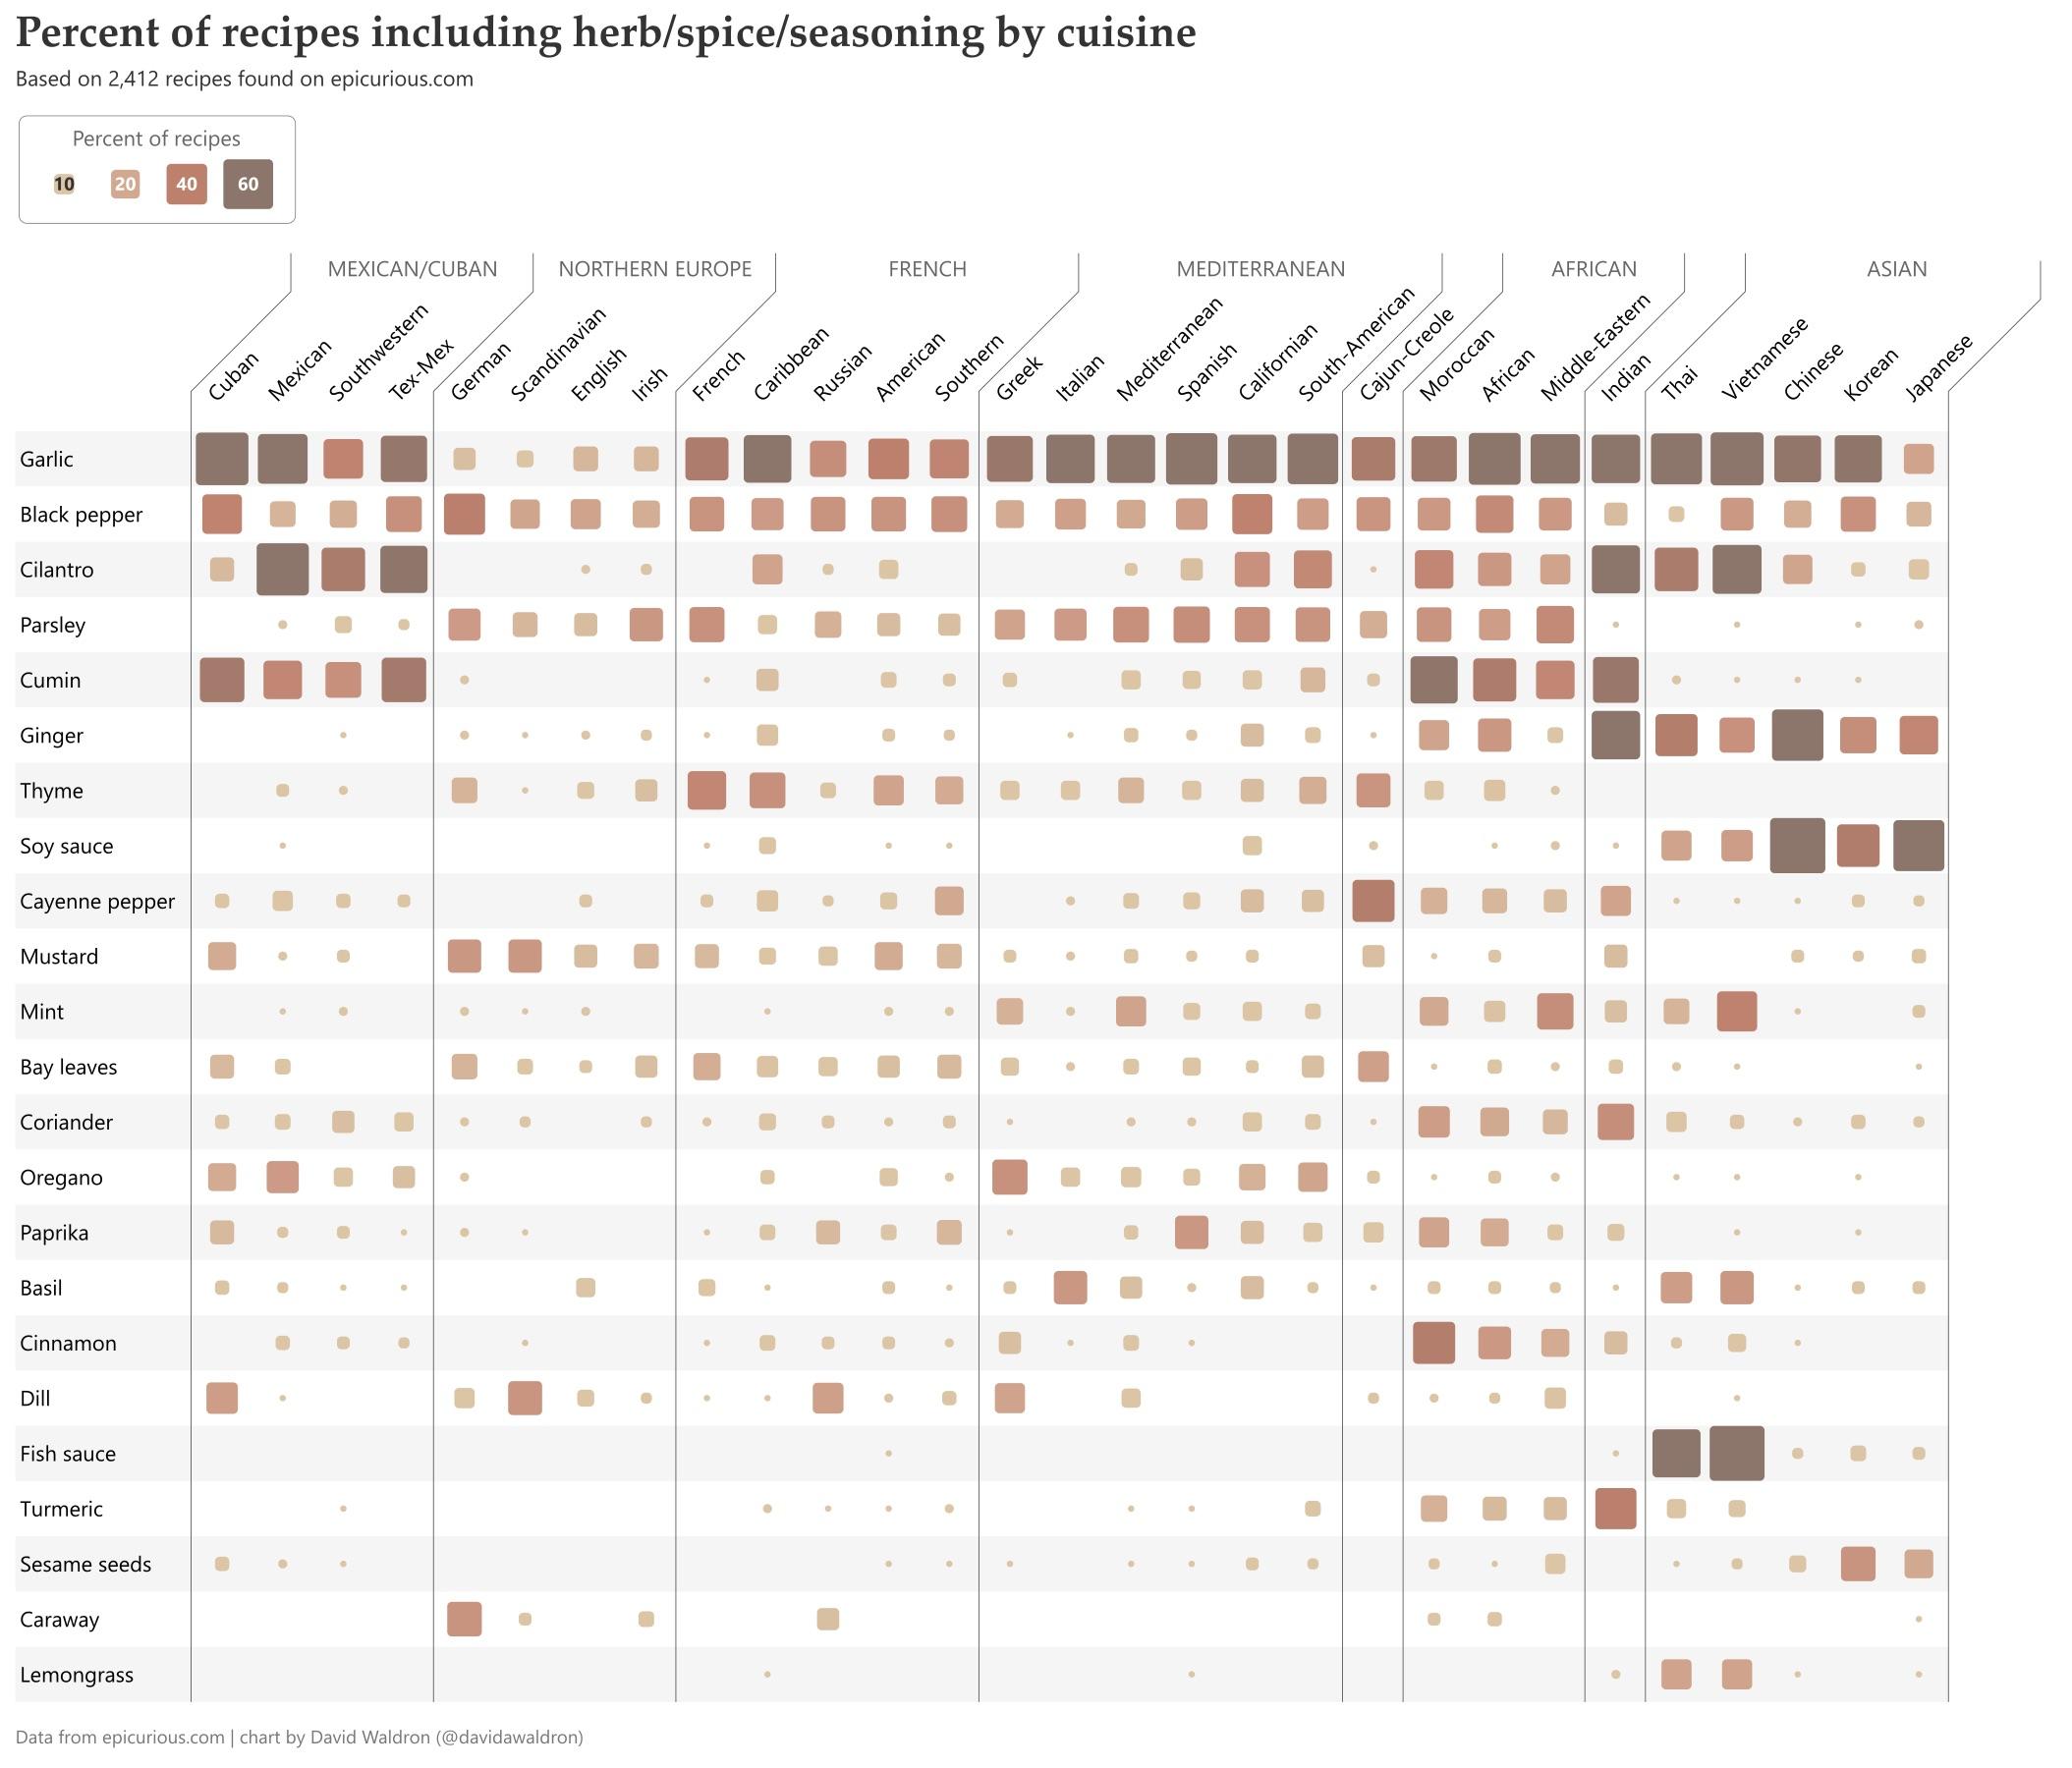 Percent of recipes including herb/spice/seasoning by cuisine
Based on 2,412 recipes found on epicurious.com
Percent of recipes
10 20 40 60
MEXICAN/CUBAN NORTHERN EUROPE FRENCH MEDITERRANEAN AFRICAN ASIAN
Cuban Mexican Southwestern Tex-Mex German Scandinavian English Irish French Caribbean Russian American Southern Greek Italian Mediterranean Spanish Californian South-American Cajun-Creole Moroccan African Middle-Eastern Indian Thai Vietnamese Chinese Korean Japanese
Garlic
Black pepper
Cilantro
Parsley
Cumin
Ginger
Thyme
Soy sauce
Cayenne pepper
Mustard
Mint
Bay leaves
Coriander
Oregano
Paprika
Basil
Cinnamon
Dill
Fish sauce
Turmeric
Sesame seeds
Caraway
Lemongrass
Data from epicurious.com | chart by David Waldron (@davidawaldron)